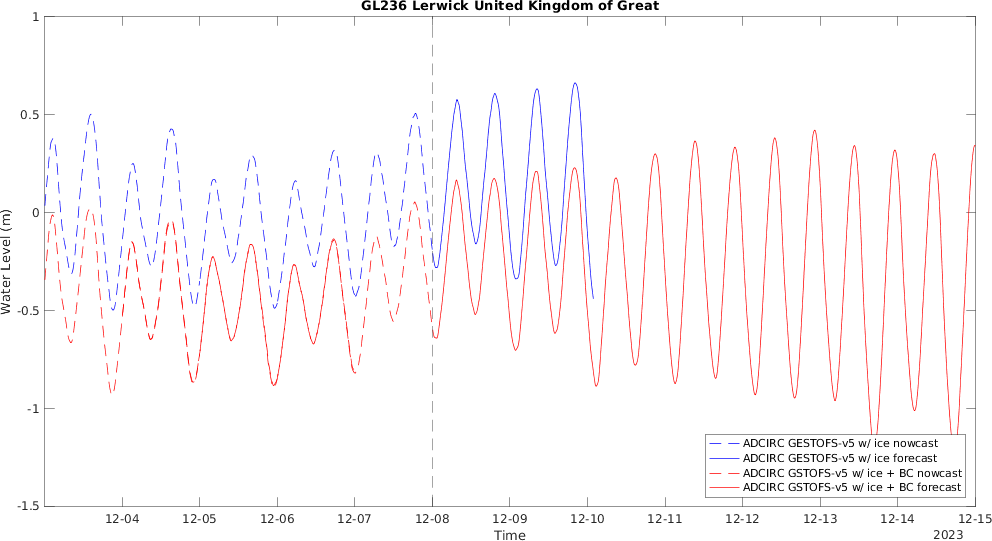 GL236 Lerwick United Kingdom of Great
1
0.5
0
-0.5
-1
-1.5
Water Level (m)
ADCIRC GESTOFS-v5 w/ ice nowcast
ADCIRC GESTOFS-v5 w/ ice forecast
ADCIRC GSTOFS-v5 w/ ice + BC nowcast
ADCIRC GSTOFS-v5 w/ ice + BC forecast
12-04 12-05 12-06 12-07 12-08 12-09 12-10 12-11 12-12 12-13 12-14 12-15
Time
2023